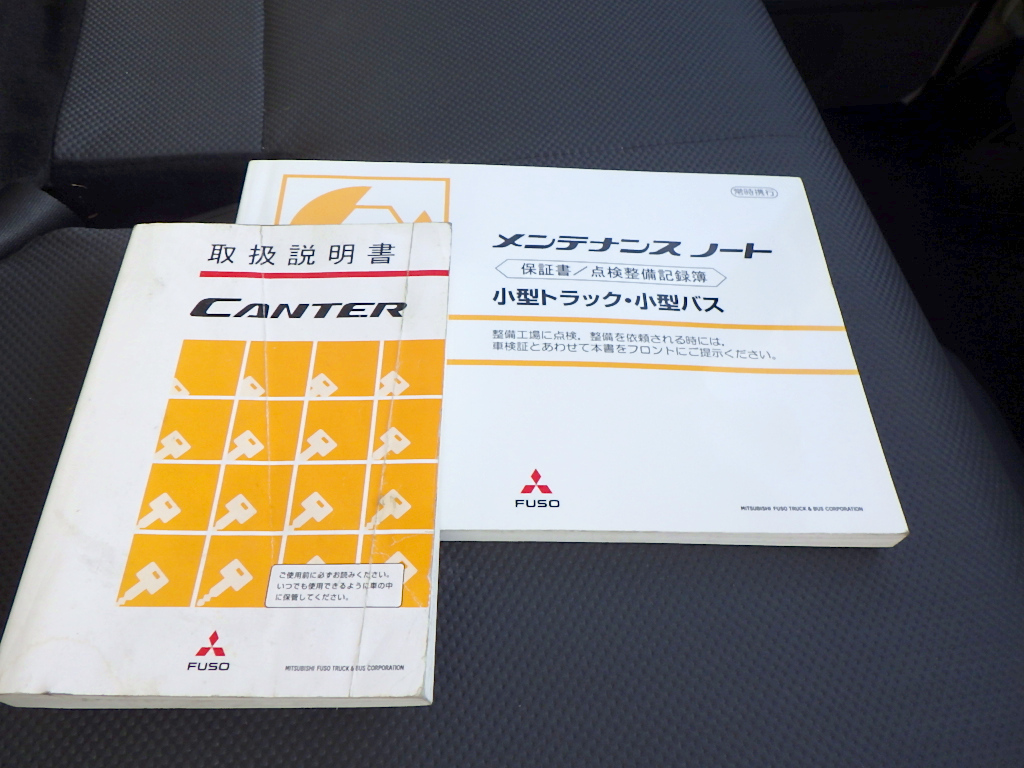 取扱説明書
CANTER
ご使用前に必ずお読みください。
いつでも使用できるように車の中
に保管してください。
FUSO
MITSUBISHI FUSO TRUCK & BUS CORPORATION
常時携行
メンテナンス ノート
保証書/点検整備記録簿
小型トラック・小型バス
整備工場に点検、整備を依頼される時には、
車検証とあわせて本書をフロントにご提示ください。
FUSO
MITSUBISHI FUSO TRUCK & BUS CORPORATION